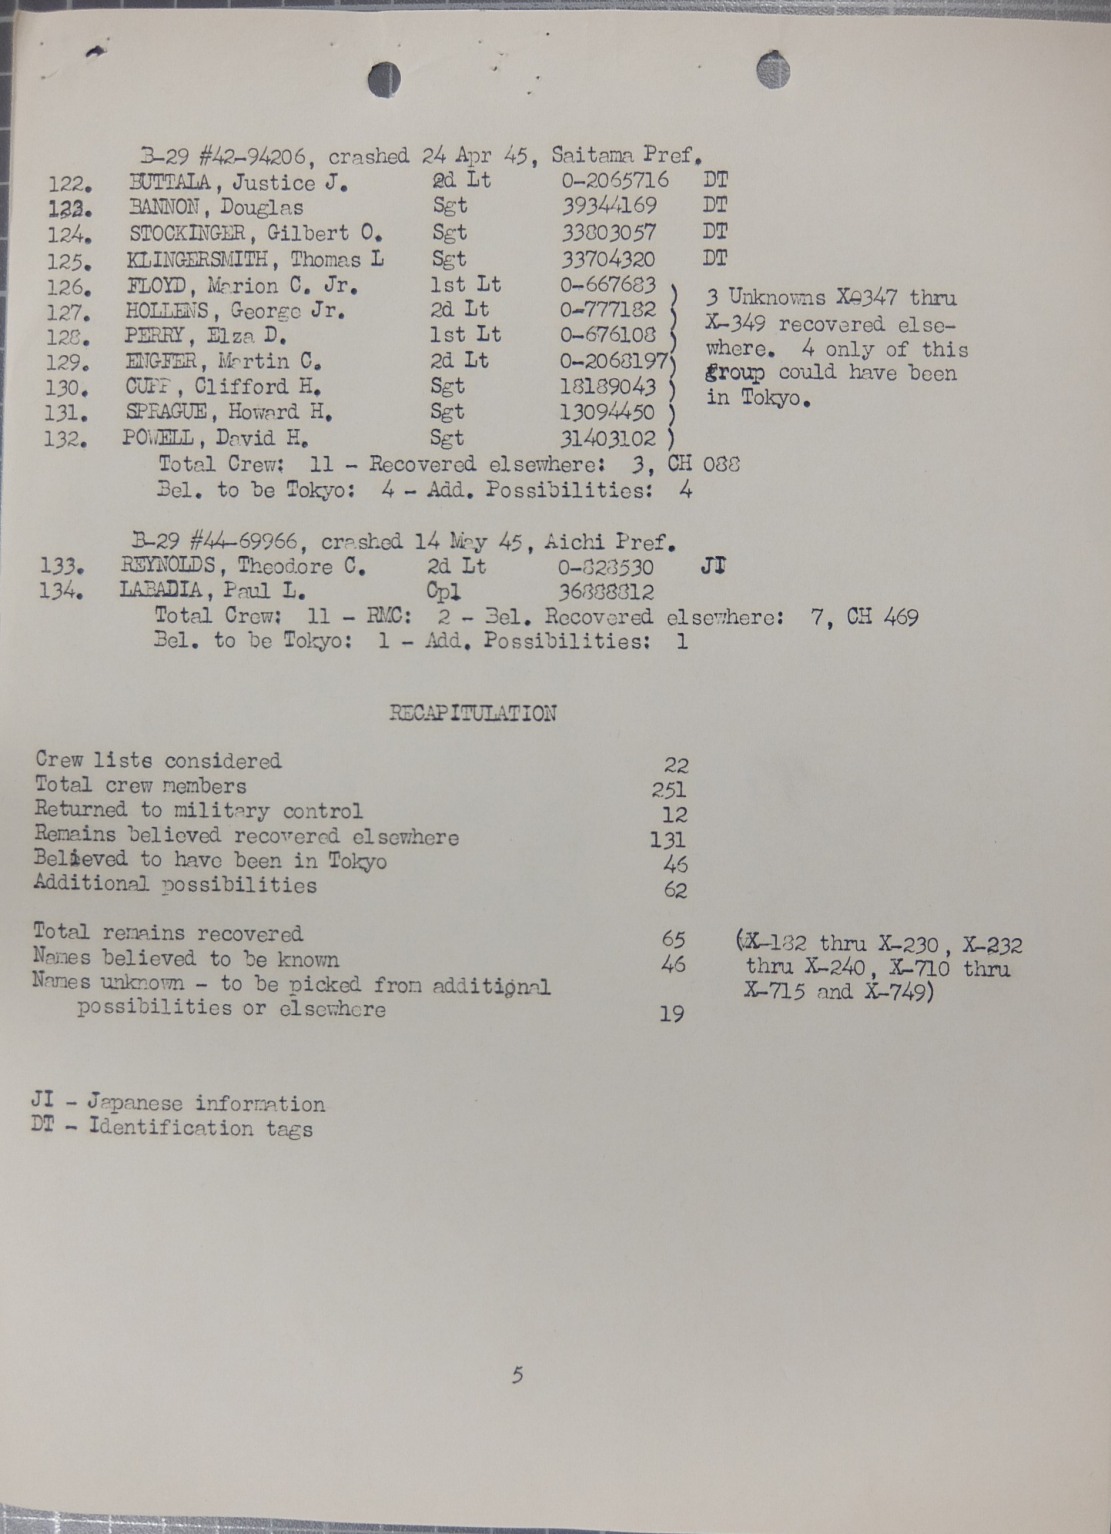 B-29 #42-94206, crashed 24 Apr 45, Saitama Pref.
122. BUTTALA, Justice J. 2d Lt 0-2065716 DT
123. BANNON, Douglas Sgt 39344169 DT
124. STOCKINGER, Gilbert O. Sgt 33803057 DT
125. KLINGERSMITH, Thomas L Sgt 33704320 DT
126. FLOYD, Marion C. Jr. 1st Lt 0-667683 )
127. HOLLENS, George Jr. 2d Lt 0-777182 ) 3 Unknowns X-347 thru
128. PERRY, Elza D. 1st Lt 0-676108 ) X-349 recovered else-
129. ENGFER, Martin C. 2d Lt 0-2068197) where. 4 only of this
130. CUFF, Clifford H. Sgt 18189043 ) group could have been
131. SPRAGUE, Howard H. Sgt 13094450 ) in Tokyo.
132. POWELL, David H. Sgt 31403102 )
Total Crew: 11 - Recovered elsewhere: 3, CH 088
Bel. to be Tokyo: 4 - Add. Possibilities: 4
B-29 #44-69966, crashed 14 May 45, Aichi Pref.
133. REYNOLDS, Theodore C. 2d Lt 0-828530 JI
134. LABADIA, Paul L. Cpl 36888812
Total Crew: 11 - RMC: 2 - Bel. Recovered elsewhere: 7, CH 469
Bel. to be Tokyo: 1 - Add. Possibilities: 1
RECAPITULATION
Crew lists considered 22
Total crew members 251
Returned to military control 12
Remains believed recovered elsewhere 131
Believed to have been in Tokyo 46
Additional possibilities 62
Total remains recovered 65 (X-182 thru X-230, X-232
Names believed to be known 46 thru X-240, X-710 thru
Names unknown - to be picked from additional X-715 and X-749)
possibilities or elsewhere 19
JI - Japanese information
DT - Identification tags
5